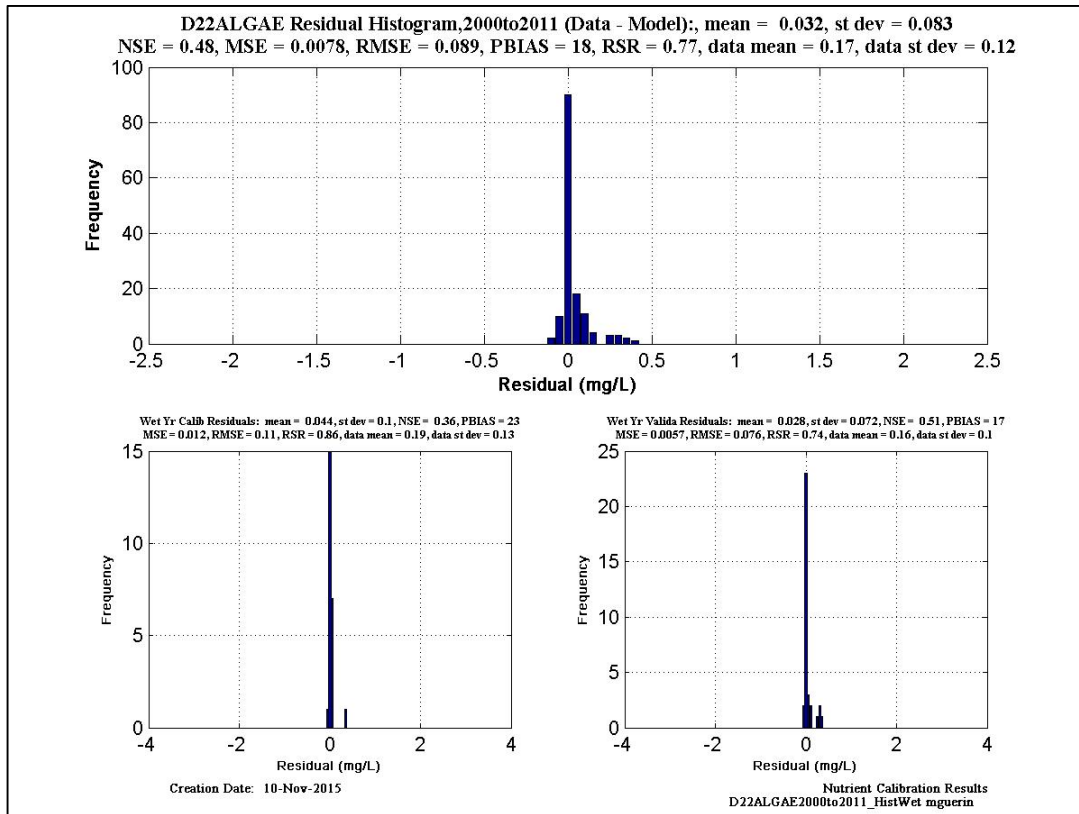 D22ALGAE Residual Histogram,2000to2011 (Data - Model):, mean = 0.032, st dev = 0.083
NSE = 0.48, MSE = 0.0078, RMSE = 0.089, PBIAS = 18, RSR = 0.77, data mean = 0.17, data st dev = 0.12
100
80
60
40
20
0
Frequency
-2.5 -2 -1.5 -1 -0.5 0 0.5 1 1.5 2 2.5
Residual (mg/L)
Wet Yr Calib Residuals: mean = 0.044, st dev = 0.1, NSE = 0.36, PBIAS = 23
MSE = 0.012, RMSE = 0.11, RSR = 0.86, data mean = 0.19, data st dev = 0.13
15
10
5
0
Frequency
-4 -2 0 2 4
Residual (mg/L)
Wet Yr Valida Residuals: mean = 0.028, st dev = 0.072, NSE = 0.51, PBIAS = 17
MSE = 0.0057, RMSE = 0.076, RSR = 0.74, data mean = 0.16, data st dev = 0.1
25
20
15
10
5
0
Frequency
-4 -2 0 2 4
Residual (mg/L)
Creation Date: 10-Nov-2015
Nutrient Calibration Results
D22ALGAE2000to2011_HistWet mguerin